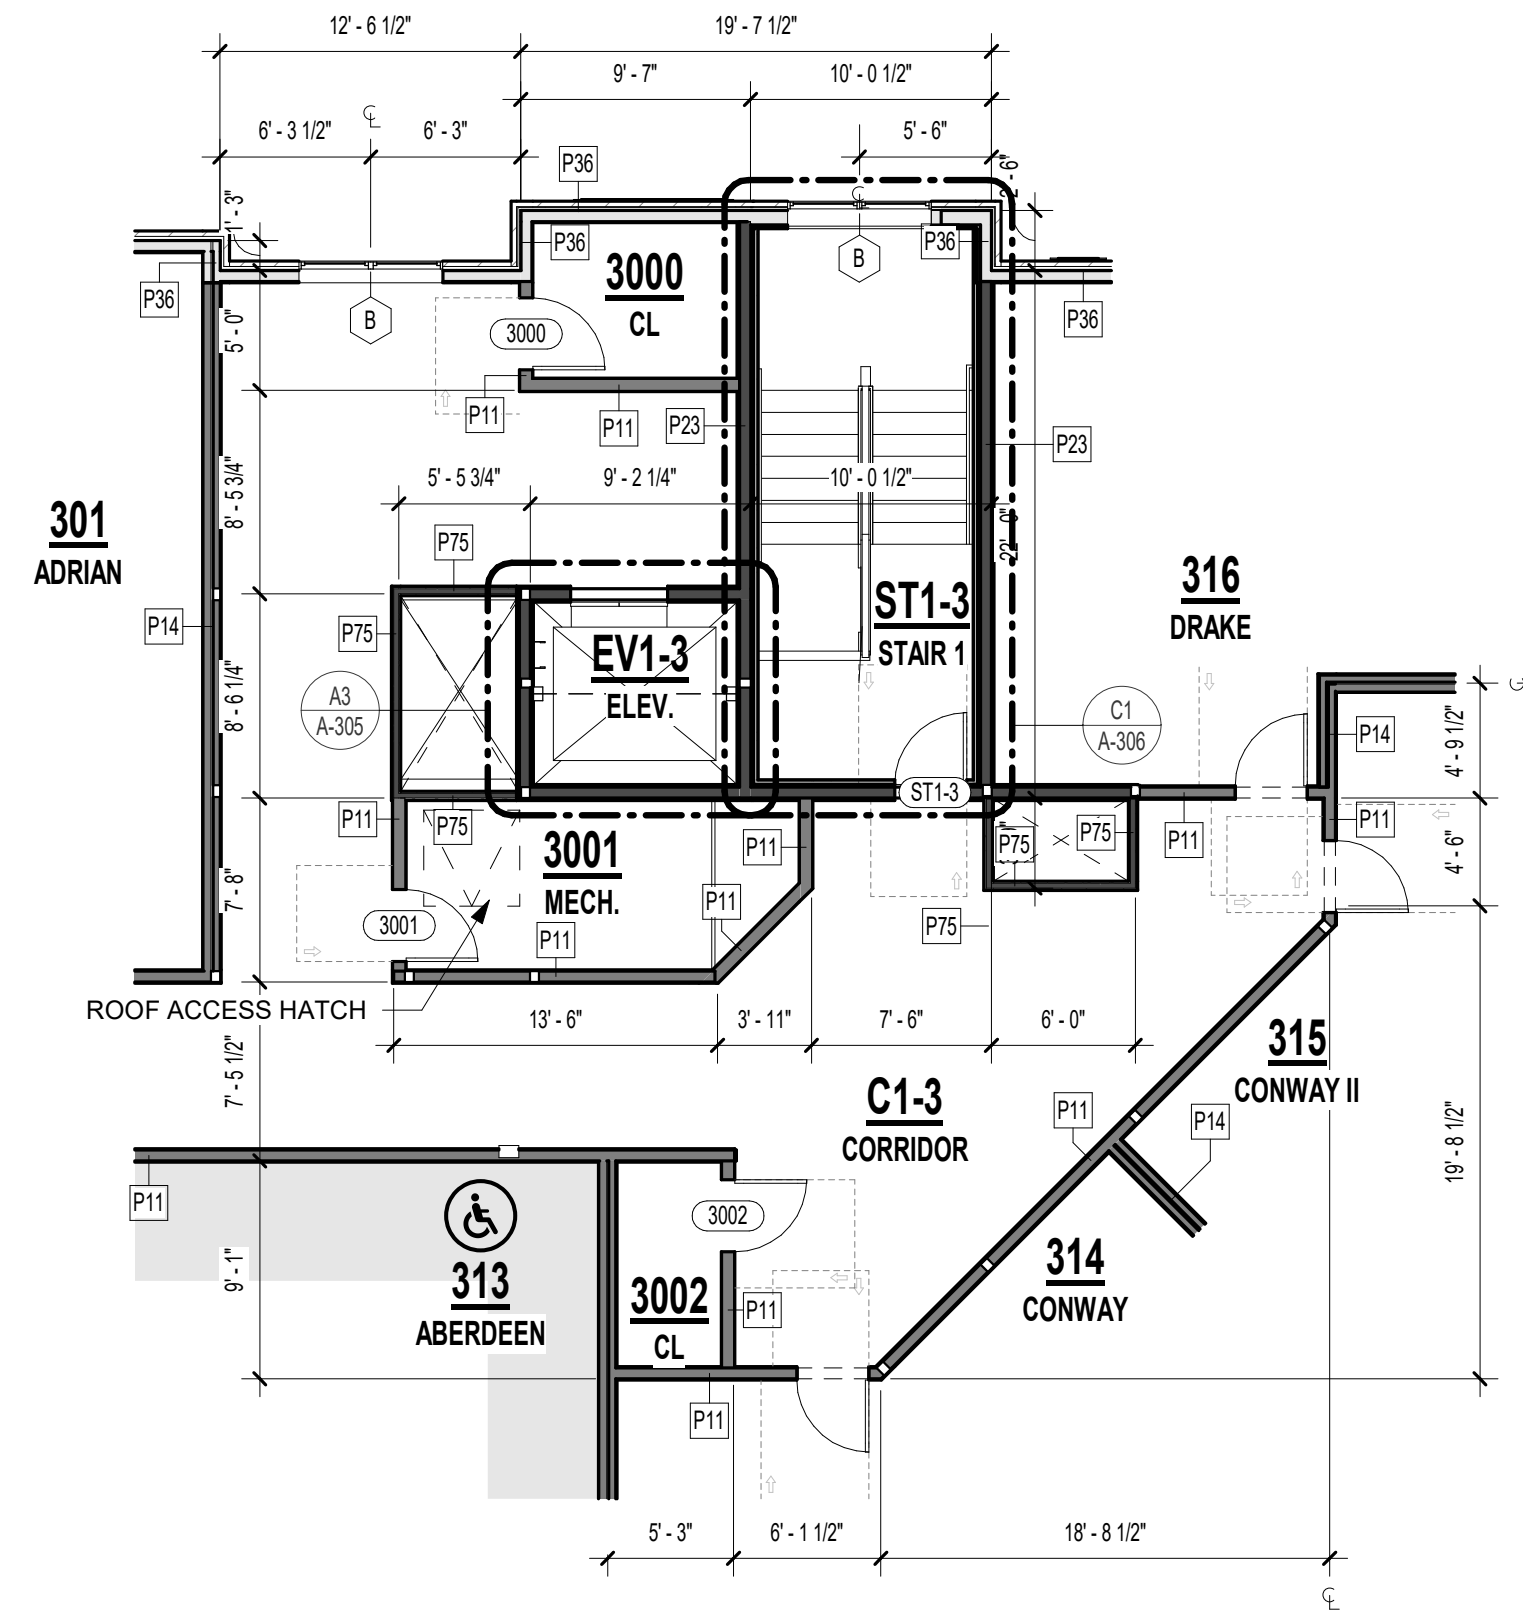 12' - 6 1/2"
19' - 7 1/2"
9' - 7"
10' - 0 1/2"
6' - 3 1/2"
6' - 3"
5' - 6"
P36
1' - 3"
P36
3000
CL
P36
B
P36
B
P36
3000
5' - 0"
P11
P11
P23
P23
5' - 5 3/4"
9' - 2 1/4"
10' - 0 1/2"
8' - 5 3/4"
301
ADRIAN
P75
22' - 0"
P14
P75
EV1-3
ELEV.
ST1-3
STAIR 1
316
DRAKE
A3
A-305
C1
A-306
8' - 6 1/4"
P14
4' - 9 1/2"
ST1-3
P11
P75
3001
MECH.
P11
P75
P75
P11
P11
4' - 6"
7' - 8"
3001
P11
P11
P75
ROOF ACCESS HATCH
13' - 6"
3' - 11"
7' - 6"
6' - 0"
315
CONWAY II
7' - 5 1/2"
C1-3
CORRIDOR
P11
P14
19' - 8 1/2"
P11
3002
313
ABERDEEN
9' - 1"
3002
CL
P11
314
CONWAY
P11
5' - 3"
6' - 1 1/2"
18' - 8 1/2"